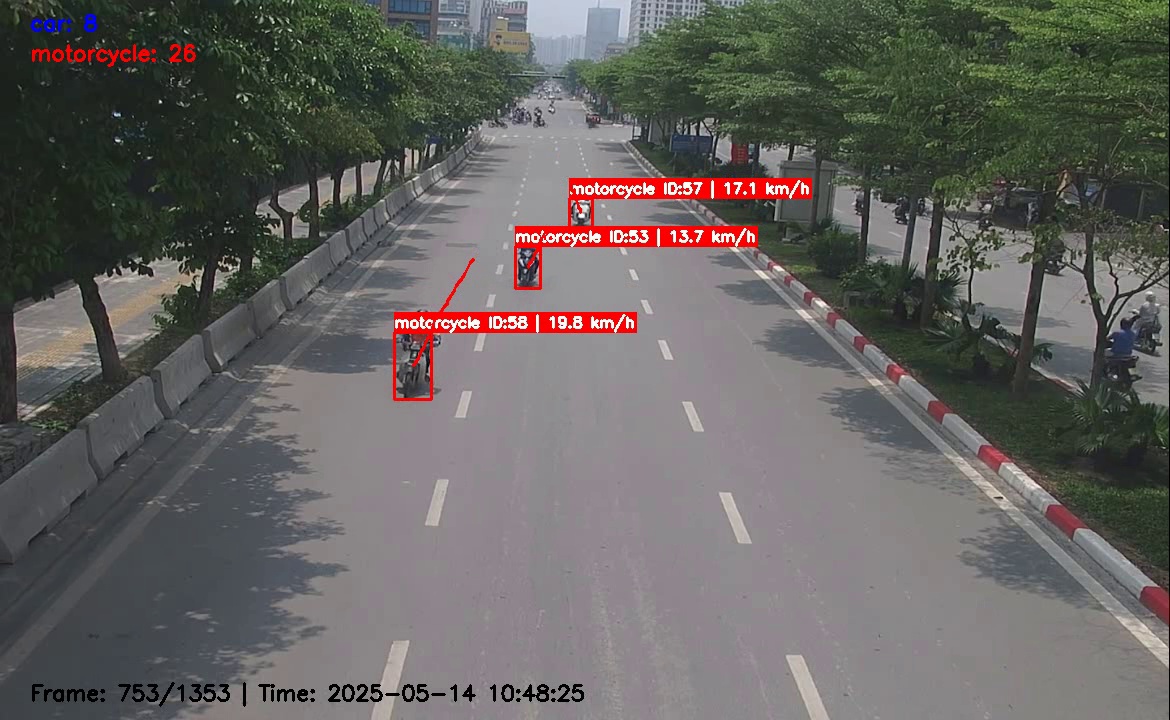 car: 8
motorcycle: 26
motorcycle ID:57 | 17.1 km/h
motorcycle ID:53 | 13.7 km/h
motorcycle ID:58 | 19.8 km/h
Frame: 753/1353 | Time: 2025-05-14 10:48:25